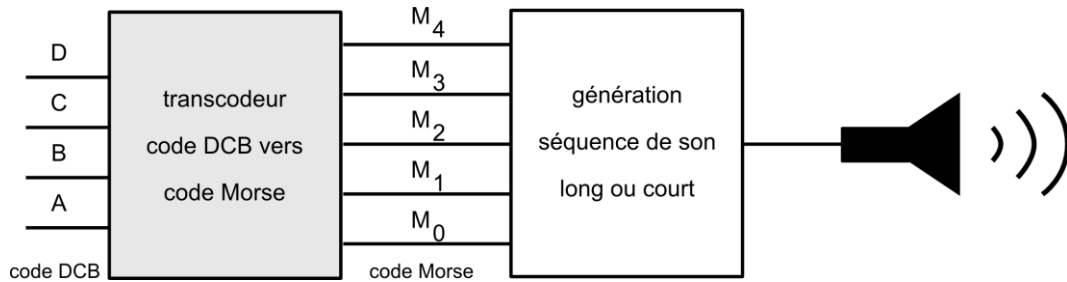 D
C
B
A
code DCB
transcodeur
code DCB vers
code Morse
M4
M3
M2
M1
M0
code Morse
génération
séquence de son
long ou court